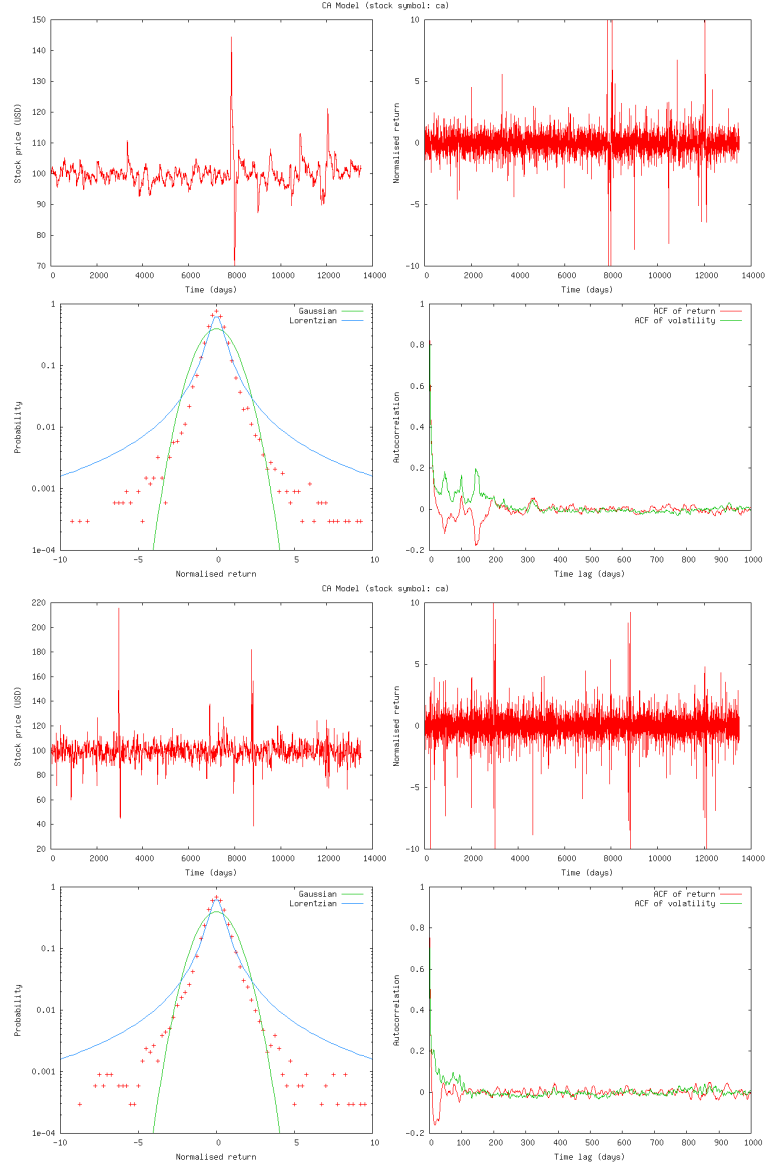 CA Model (stock symbol: ca)
Stock price (USD)
150
140
130
120
110
100
90
80
70
0 2000 4000 6000 8000 10000 12000 14000
Time (days)
Normalised return
10
5
0
-5
-10
0 2000 4000 6000 8000 10000 12000 14000
Time (days)
Probability
1
0.1
0.01
0.001
1e-04
Gaussian
Lorentzian
-10 -5 0 5 10
Normalised return
Autocorrelation
1
0.8
0.6
0.4
0.2
0
-0.2
ACF of return
ACF of volatility
0 100 200 300 400 500 600 700 800 900 1000
Time lag (days)
CA Model (stock symbol: ca)
Stock price (USD)
220
200
180
160
140
120
100
80
60
40
20
0 2000 4000 6000 8000 10000 12000 14000
Time (days)
Normalised return
10
5
0
-5
-10
0 2000 4000 6000 8000 10000 12000 14000
Time (days)
Probability
1
0.1
0.01
0.001
1e-04
Gaussian
Lorentzian
-10 -5 0 5 10
Normalised return
Autocorrelation
1
0.8
0.6
0.4
0.2
0
-0.2
ACF of return
ACF of volatility
0 100 200 300 400 500 600 700 800 900 1000
Time lag (days)